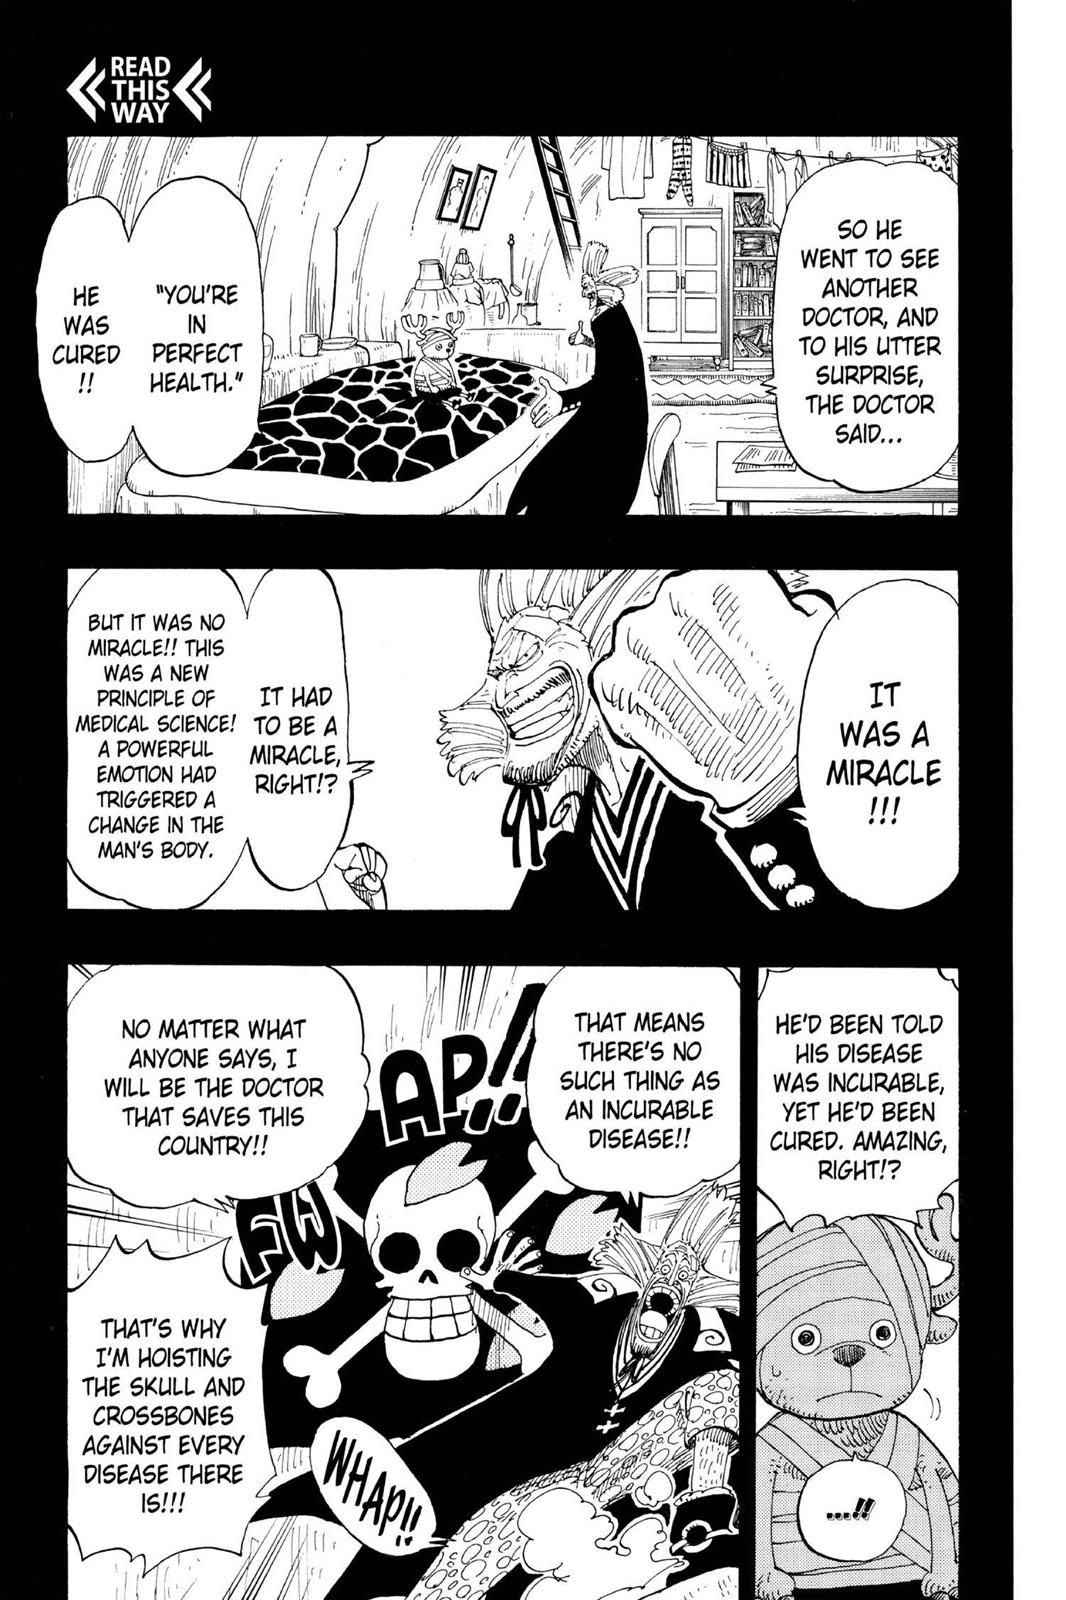 READ
THIS
WAY
SO HE
WENT TO SEE
ANOTHER
DOCTOR, AND
TO HIS UTTER
SURPRISE,
THE DOCTOR
SAID...
"YOU'RE
IN
PERFECT
HEALTH."
HE
WAS
CURED
!!
IT
WAS A
MIRACLE
!!!
IT HAD
TO BE A
MIRACLE,
RIGHT!?
BUT IT WAS NO
MIRACLE!! THIS
WAS A NEW
PRINCIPLE OF
MEDICAL SCIENCE!
A POWERFUL
EMOTION HAD
TRIGGERED A
CHANGE IN THE
MAN'S BODY.
HE'D BEEN TOLD
HIS DISEASE
WAS INCURABLE,
YET HE'D BEEN
CURED. AMAZING,
RIGHT!?
....!!
THAT MEANS
THERE'S NO
SUCH THING AS
AN INCURABLE
DISEASE!!
NO MATTER WHAT
ANYONE SAYS, I
WILL BE THE DOCTOR
THAT SAVES THIS
COUNTRY!!
FWAP!!
THAT'S WHY
I'M HOISTING
THE SKULL AND
CROSSBONES
AGAINST EVERY
DISEASE THERE
IS!!!
WHAP!!